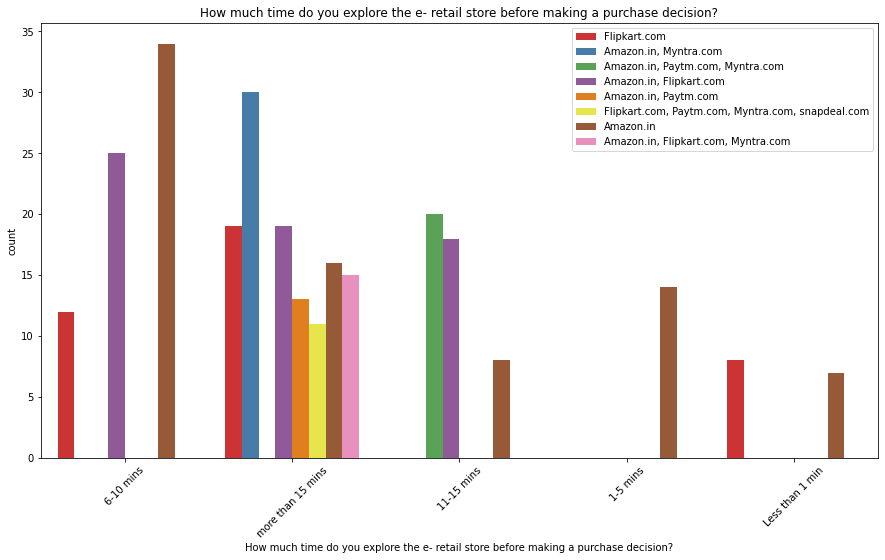 How much time do you explore the e- retail store before making a purchase decision?
Flipkart.com
Amazon.in, Myntra.com
Amazon.in, Paytm.com, Myntra.com
Amazon.in, Flipkart.com
Amazon.in, Paytm.com
Flipkart.com, Paytm.com, Myntra.com, snapdeal.com
Amazon.in
Amazon.in, Flipkart.com, Myntra.com
35
30
25
20
15
10
5
0
count
6-10 mins
more than 15 mins
11-15 mins
1-5 mins
Less than 1 min
How much time do you explore the e- retail store before making a purchase decision?